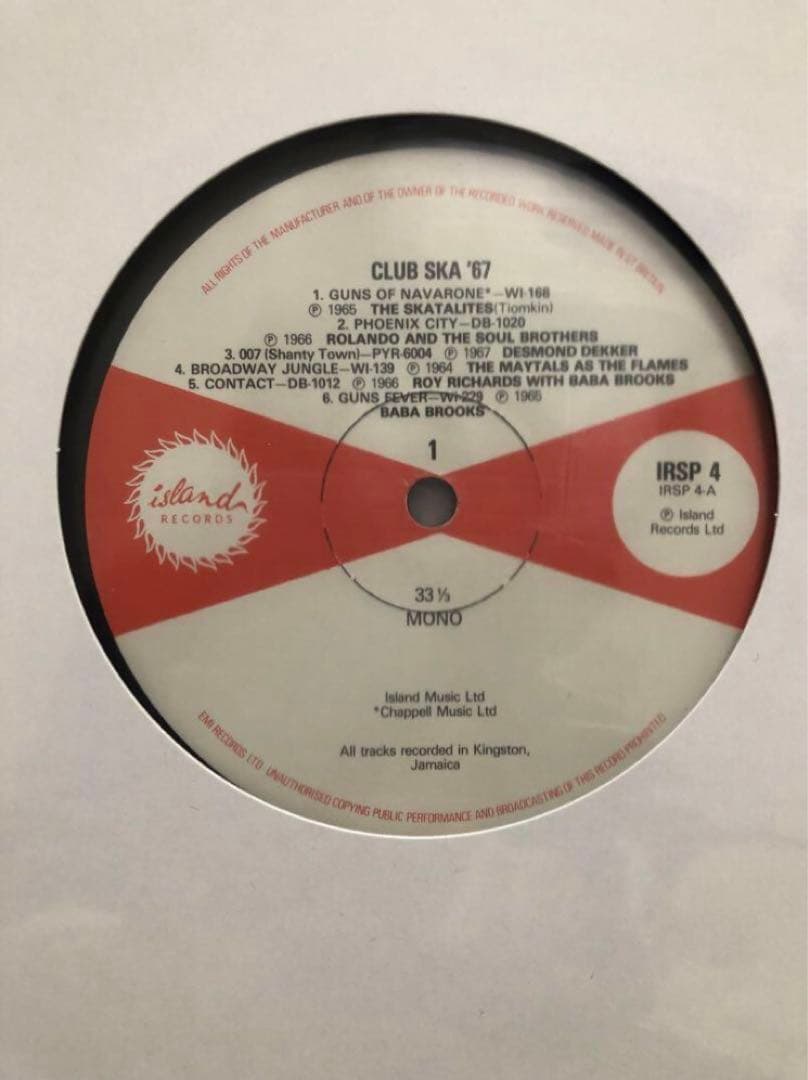 ALL RIGHTS OF THE MANUFACTURER AND OF THE OWNER OF THE RECORDED WORK RESERVED MADE IN GT BRITAIN
CLUB SKA '67
1. GUNS OF NAVARONE*—WI-168
Ⓟ 1965 THE SKATALITES (Tiomkin)
2. PHOENIX CITY—DB-1020
Ⓟ 1966 ROLANDO AND THE SOUL BROTHERS
3. 007 (Shanty Town)—PYR-6004 Ⓟ 1967 DESMOND DEKKER
4. BROADWAY JUNGLE—WI-139 Ⓟ 1964 THE MAYTALS AS THE FLAMES
5. CONTACT—DB-1012 Ⓟ 1966 ROY RICHARDS WITH BABA BROOKS
6. GUNS FEVER—WI-229 Ⓟ 1965
BABA BROOKS
1
island
RECORDS
IRSP 4
IRSP 4-A
Ⓟ Island
Records Ltd
33⅓
MONO
Island Music Ltd
*Chappell Music Ltd
All tracks recorded in Kingston,
Jamaica
EMI RECORDS LTD UNAUTHORISED COPYING PUBLIC PERFORMANCE AND BROADCASTING OF THIS RECORD PROHIBITED